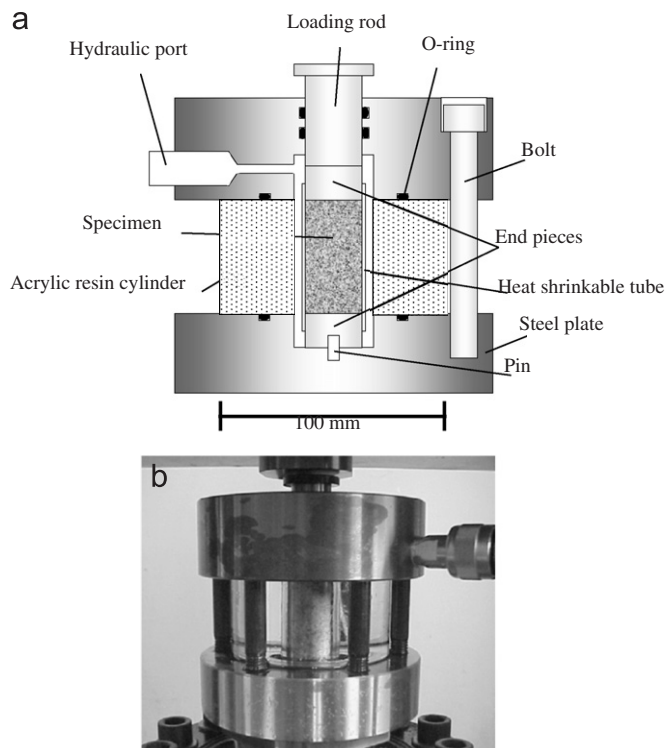 a
Loading rod
O-ring
Hydraulic port
Bolt
Specimen
End pieces
Acrylic resin cylinder
Heat shrinkable tube
Steel plate
Pin
100 mm
b